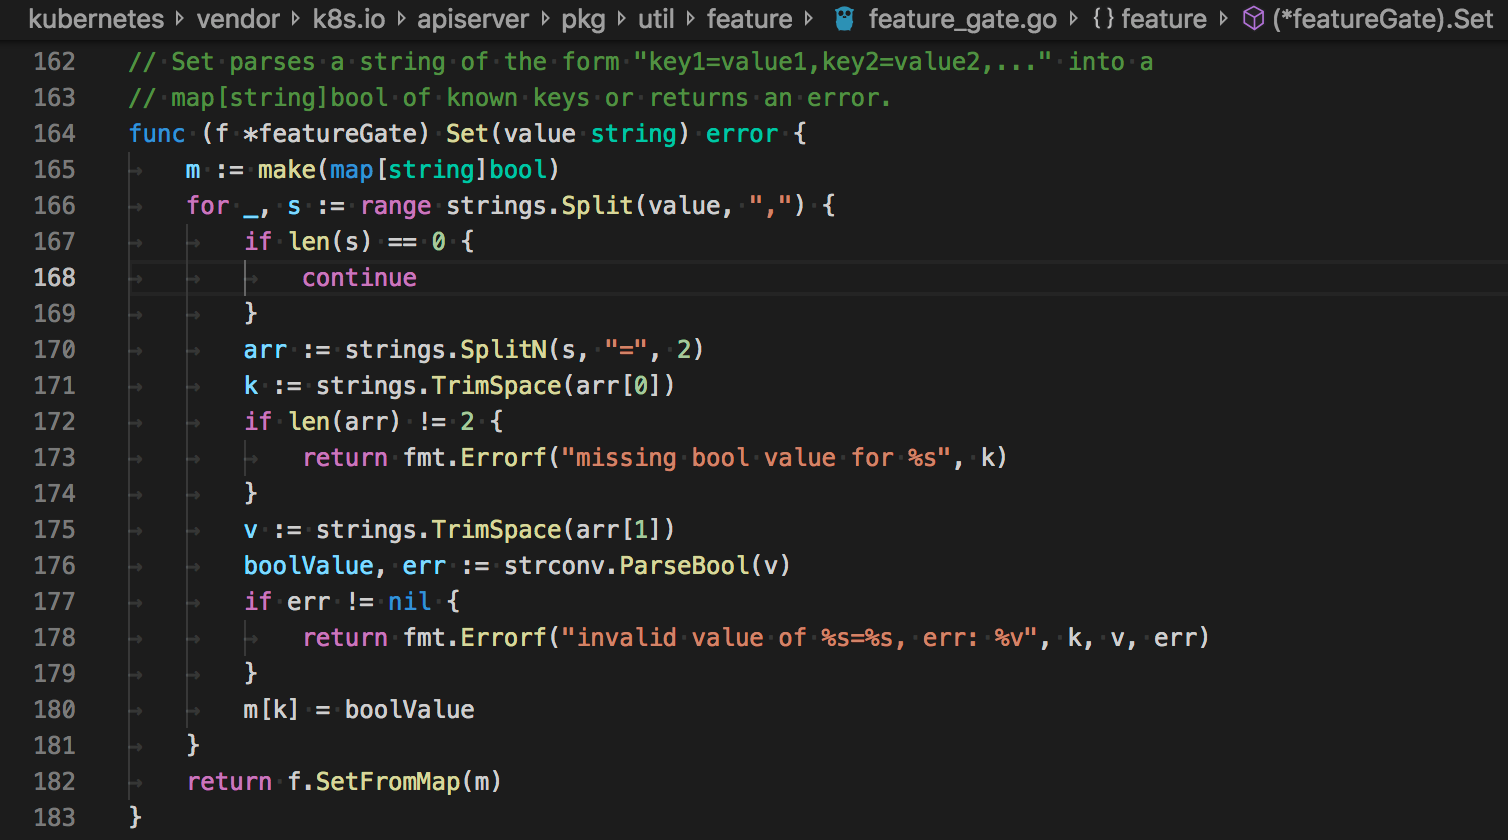 kubernetes › vendor › k8s.io › apiserver › pkg › util › feature › feature_gate.go › {} feature › (*featureGate).Set
162 // Set parses a string of the form "key1=value1,key2=value2,..." into a
163 // map[string]bool of known keys or returns an error.
164 func (f *featureGate) Set(value string) error {
165 m := make(map[string]bool)
166 for _, s := range strings.Split(value, ",") {
167 if len(s) == 0 {
168 continue
169 }
170 arr := strings.SplitN(s, "=", 2)
171 k := strings.TrimSpace(arr[0])
172 if len(arr) != 2 {
173 return fmt.Errorf("missing bool value for %s", k)
174 }
175 v := strings.TrimSpace(arr[1])
176 boolValue, err := strconv.ParseBool(v)
177 if err != nil {
178 return fmt.Errorf("invalid value of %s=%s, err: %v", k, v, err)
179 }
180 m[k] = boolValue
181 }
182 return f.SetFromMap(m)
183 }